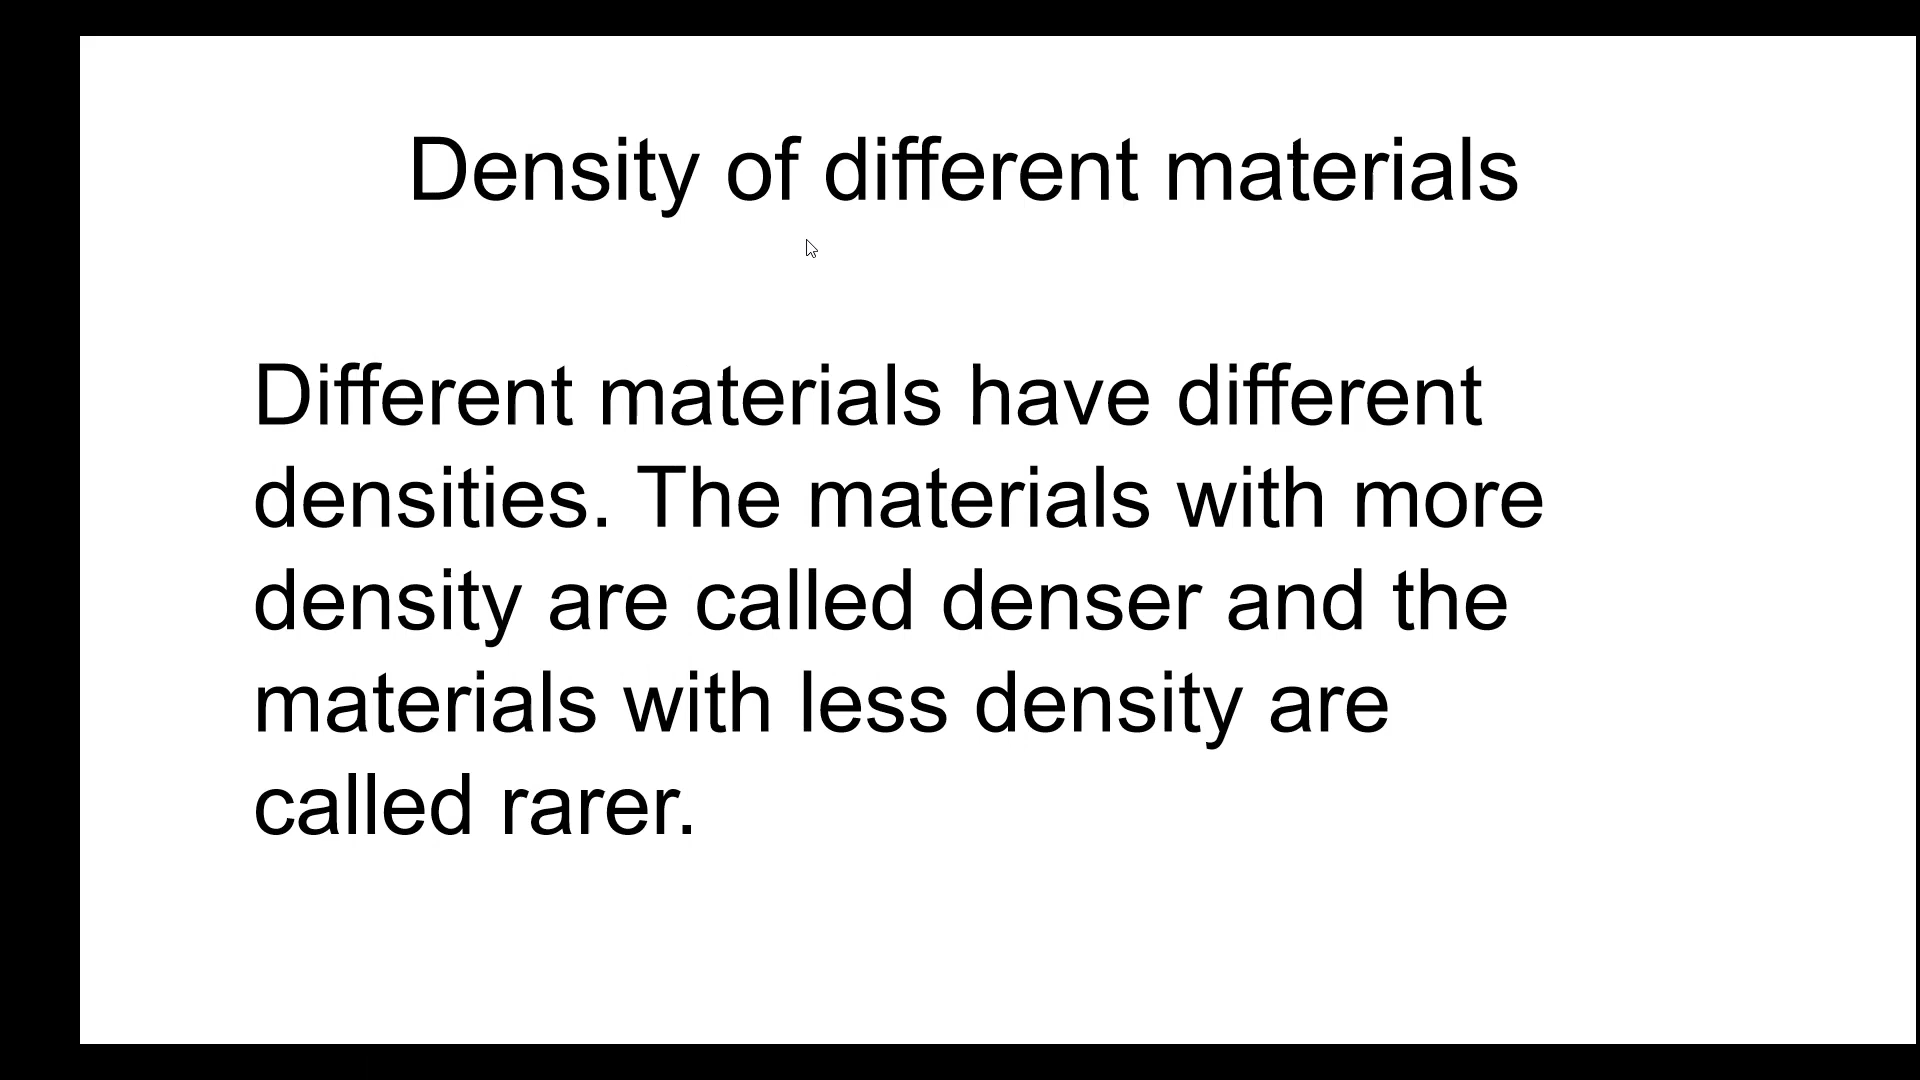 Density of different materials
Different materials have different
densities. The materials with more
density are called denser and the
materials with less density are
called rarer.